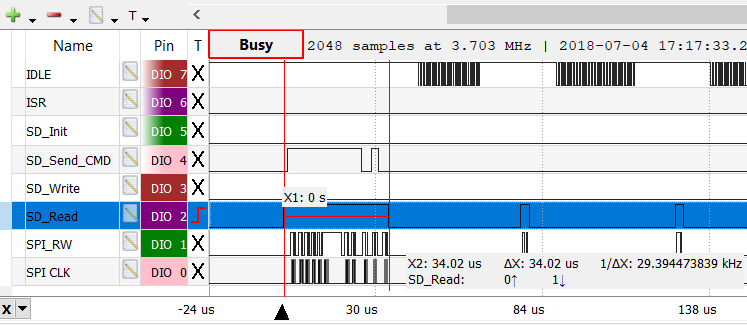 T
Name Pin T Busy 2048 samples at 3.703 MHz | 2018-07-04 17:17:33.2
IDLE DIO 7 X
ISR DIO 6 X
SD_Init DIO 5 X
SD_Send_CMD DIO 4 X
SD_Write DIO 3 X
X1: 0 s
SD_Read DIO 2
SPI_RW DIO 1 X
X2: 34.02 us ΔX: 34.02 us 1/ΔX: 29.394473839 kHz
SPI CLK DIO 0 X
SD_Read: 0↑ 1↓
X -24 us 30 us 84 us 138 us